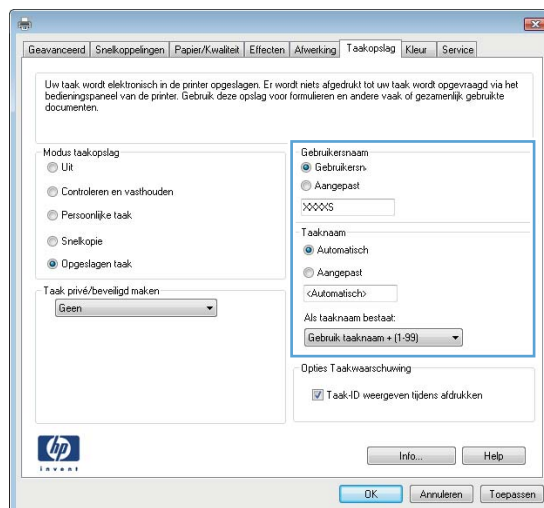 Geavanceerd Snelkoppelingen Papier/Kwaliteit Effecten Afwerking Taakopslag Kleur Service
Uw taak wordt elektronisch in de printer opgeslagen. Er wordt niets afgedrukt tot uw taak wordt opgevraagd via het
bedieningspaneel van de printer. Gebruik deze opslag voor formulieren en andere vaak of gezamenlijk gebruikte
documenten.
Modus taakopslag
Uit
Controleren en vasthouden
Persoonlijke taak
Snelkopie
Opgeslagen taak
Taak privé/beveiligd maken
Geen
Gebruikersnaam
Gebruikersn
Aangepast
XXXXS
Taaknaam
Automatisch
Aangepast
<Automatisch>
Als taaknaam bestaat:
Gebruik taaknaam + (1-99)
Opties Taakwaarschuwing
Taak-ID weergeven tijdens afdrukken
hp
invent
Info... Help
OK Annuleren Toepassen